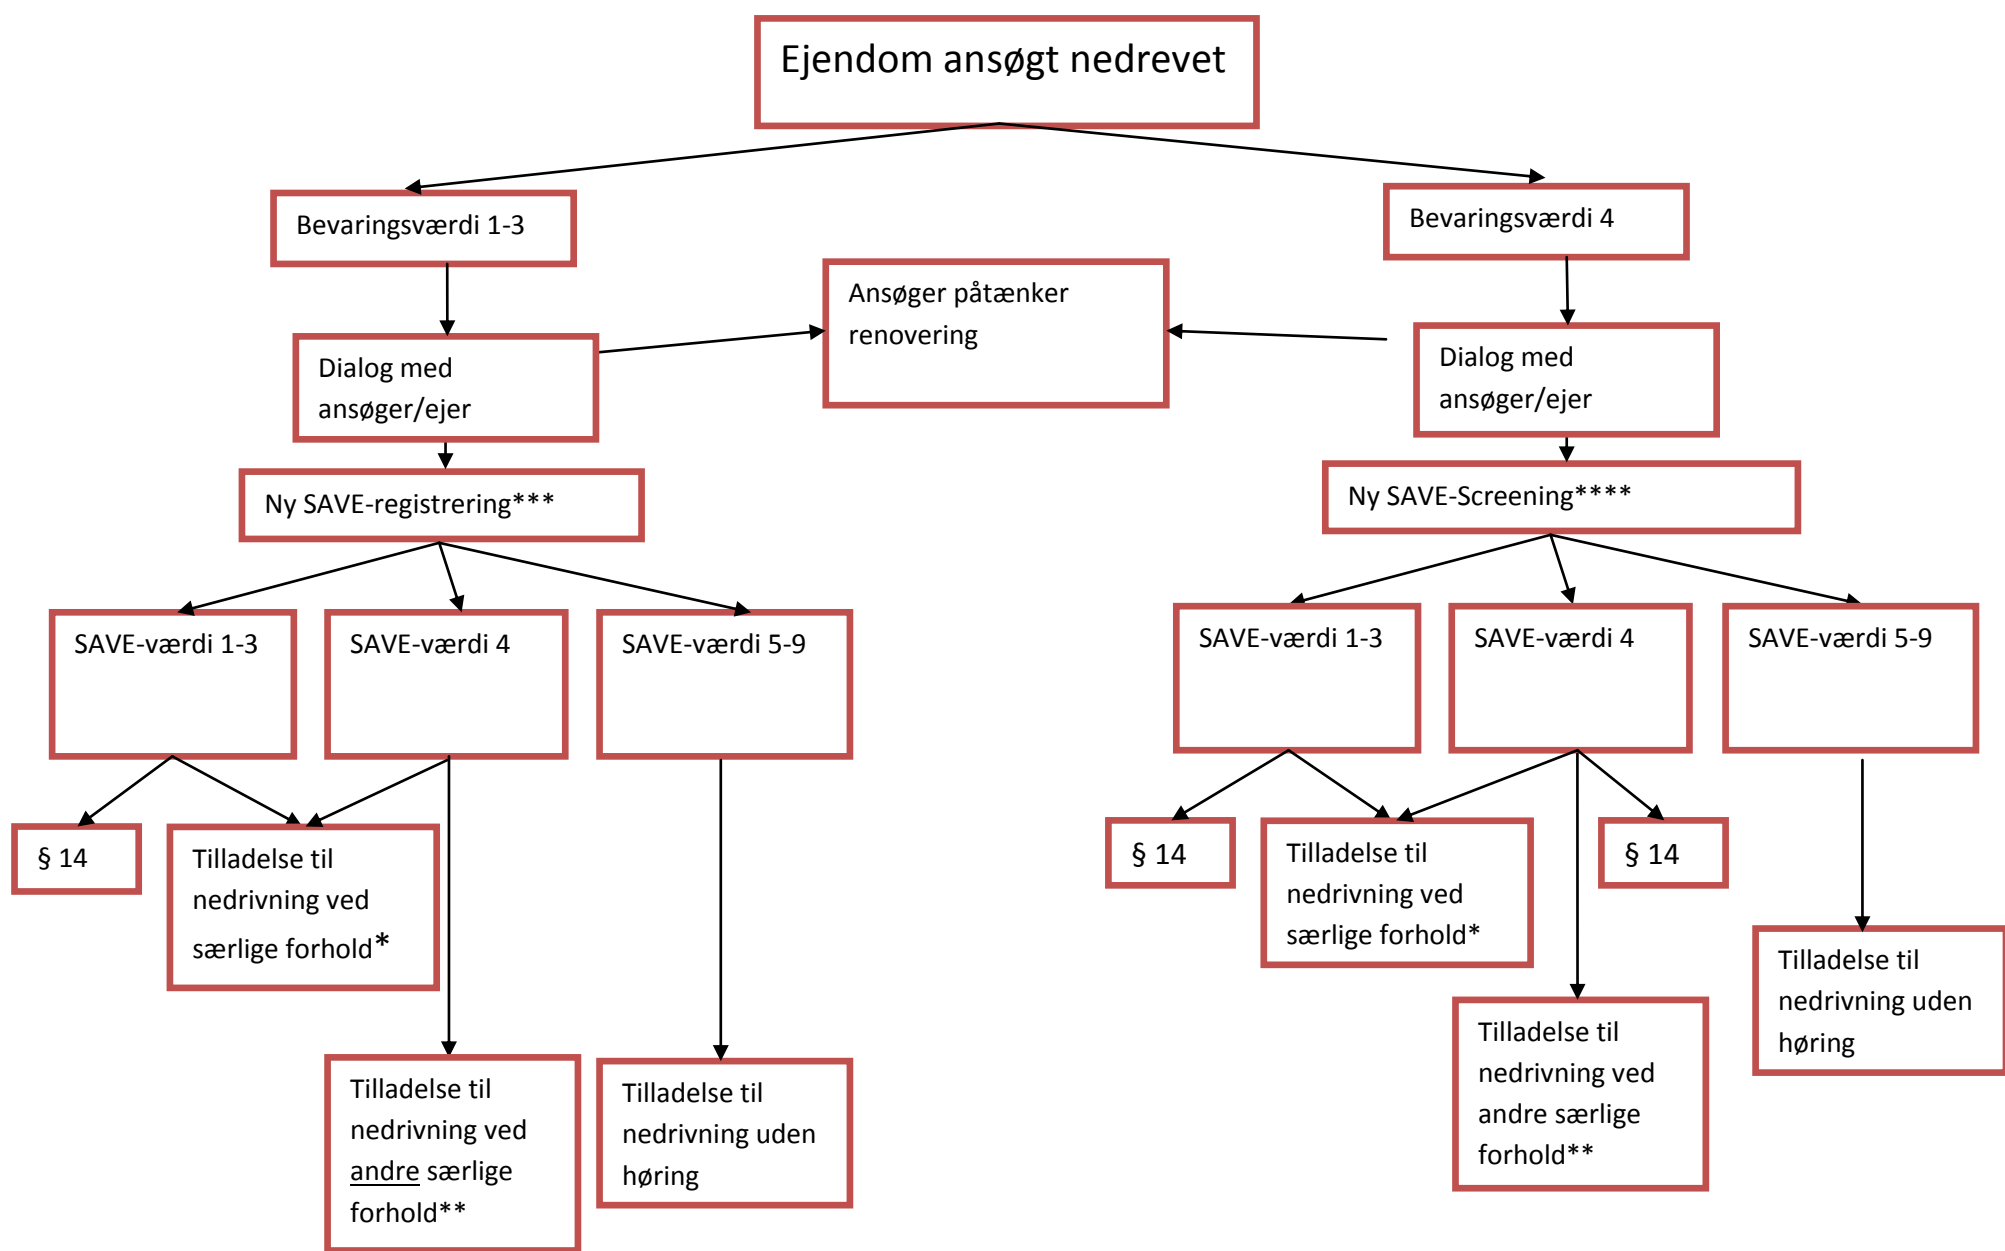 Ejendom ansøgt nedrevet
Bevaringsværdi 1-3
Bevaringsværdi 4
Ansøger påtænker
renovering
Dialog med
ansøger/ejer
Dialog med
ansøger/ejer
Ny SAVE-registrering***
Ny SAVE-Screening****
SAVE-værdi 1-3
SAVE-værdi 4
SAVE-værdi 5-9
SAVE-værdi 1-3
SAVE-værdi 4
SAVE-værdi 5-9
§ 14
Tilladelse til
nedrivning ved
særlige forhold*
§ 14
Tilladelse til
nedrivning ved
særlige forhold*
§ 14
Tilladelse til
nedrivning uden
høring
Tilladelse til
nedrivning ved
andre særlige
forhold**
Tilladelse til
nedrivning uden
høring
Tilladelse til
nedrivning ved
andre særlige
forhold**